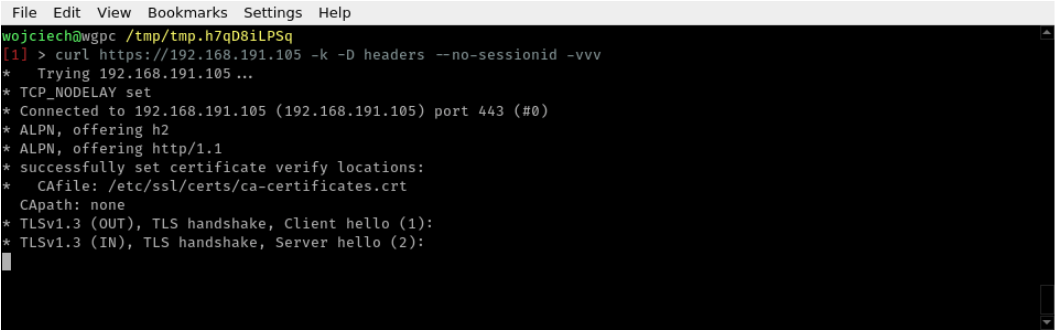 File Edit View Bookmarks Settings Help
wojciech@wgpc /tmp/tmp.h7qD8iLPSq
[1] > curl https://192.168.191.105 -k -D headers --no-sessionid -vvv
*   Trying 192.168.191.105...
* TCP_NODELAY set
* Connected to 192.168.191.105 (192.168.191.105) port 443 (#0)
* ALPN, offering h2
* ALPN, offering http/1.1
* successfully set certificate verify locations:
*   CAfile: /etc/ssl/certs/ca-certificates.crt
  CApath: none
* TLSv1.3 (OUT), TLS handshake, Client hello (1):
* TLSv1.3 (IN), TLS handshake, Server hello (2):